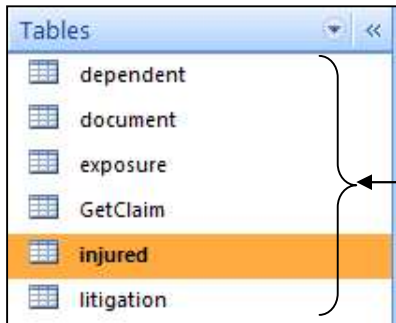 Tables
dependent
document
exposure
GetClaim
injured
litigation